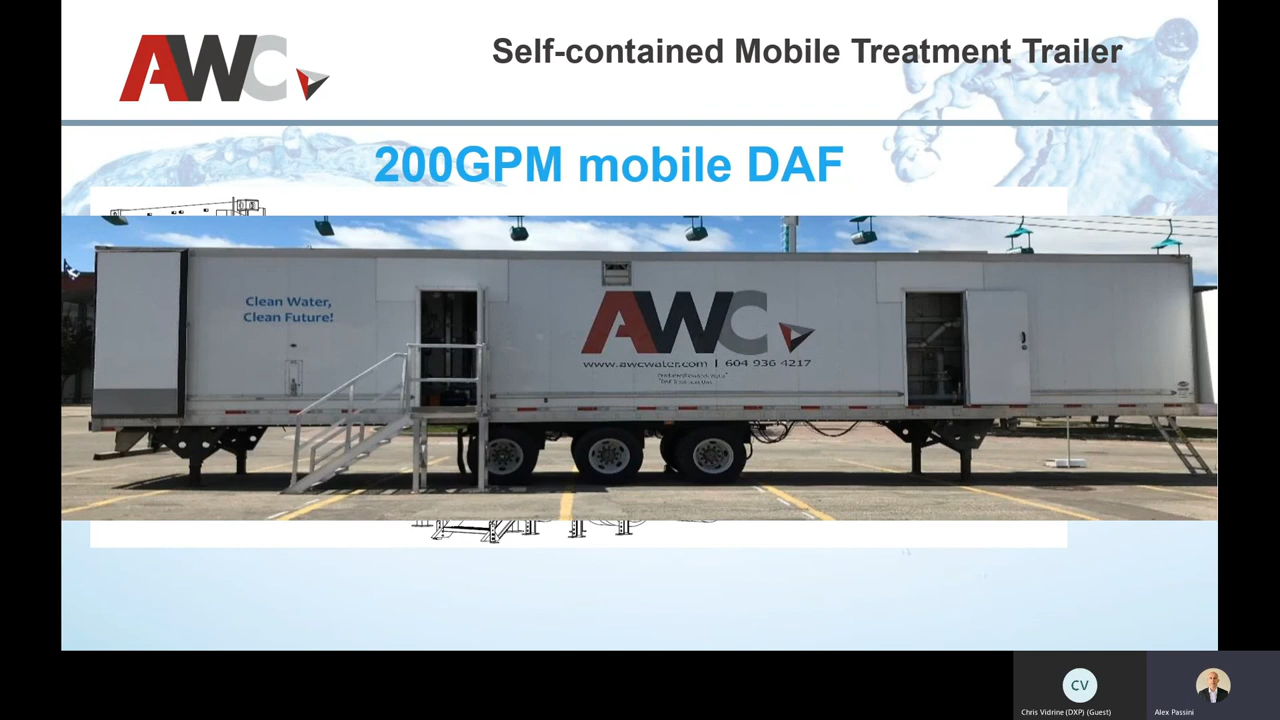 AWC
Self-contained Mobile Treatment Trailer
200GPM mobile DAF
Clean Water,
Clean Future!
AWC
www.awcwater.com | 604 936 4217
CV
Chris Vidrine (DXP) (Guest)
Alex Passini